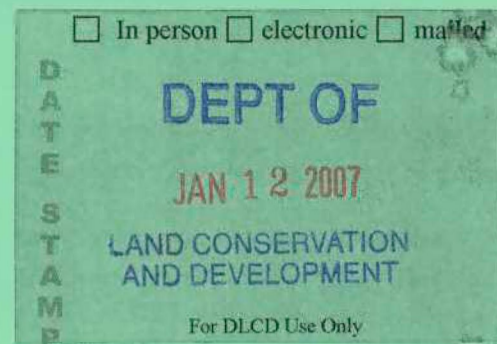 ☐ In person ☐ electronic ☐ mailed
DATE STAMP
DEPT OF
JAN 12 2007
LAND CONSERVATION
AND DEVELOPMENT
For DLCD Use Only